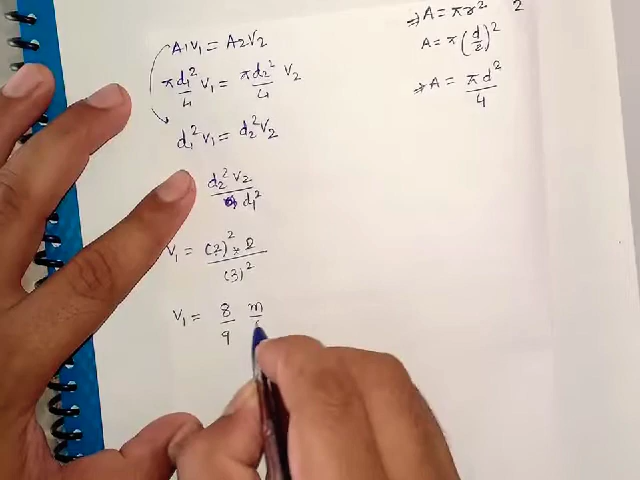 A₁V₁ = A₂V₂
πd₁²/4 V₁ = πd₂²/4 V₂
d₁²V₁ = d₂²V₂
d₂²V₂/d₁²
V₁ = (2)² × 2/(3)²
V₁ = 8/9 m/
⇒ A = πr² 2
A = π(d/2)²
⇒ A = πd²/4